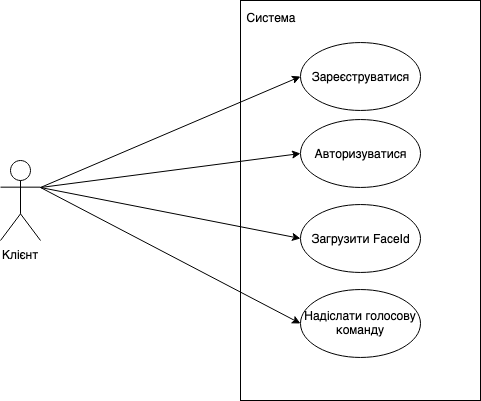 Система
Зареєструватися
Авторизуватися
Загрузити FaceId
Клієнт
Надіслати голосову
команду